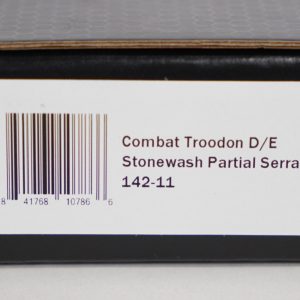 Combat Troodon D/E
Stonewash Partial Serra
142-11
8 41768 10786 6